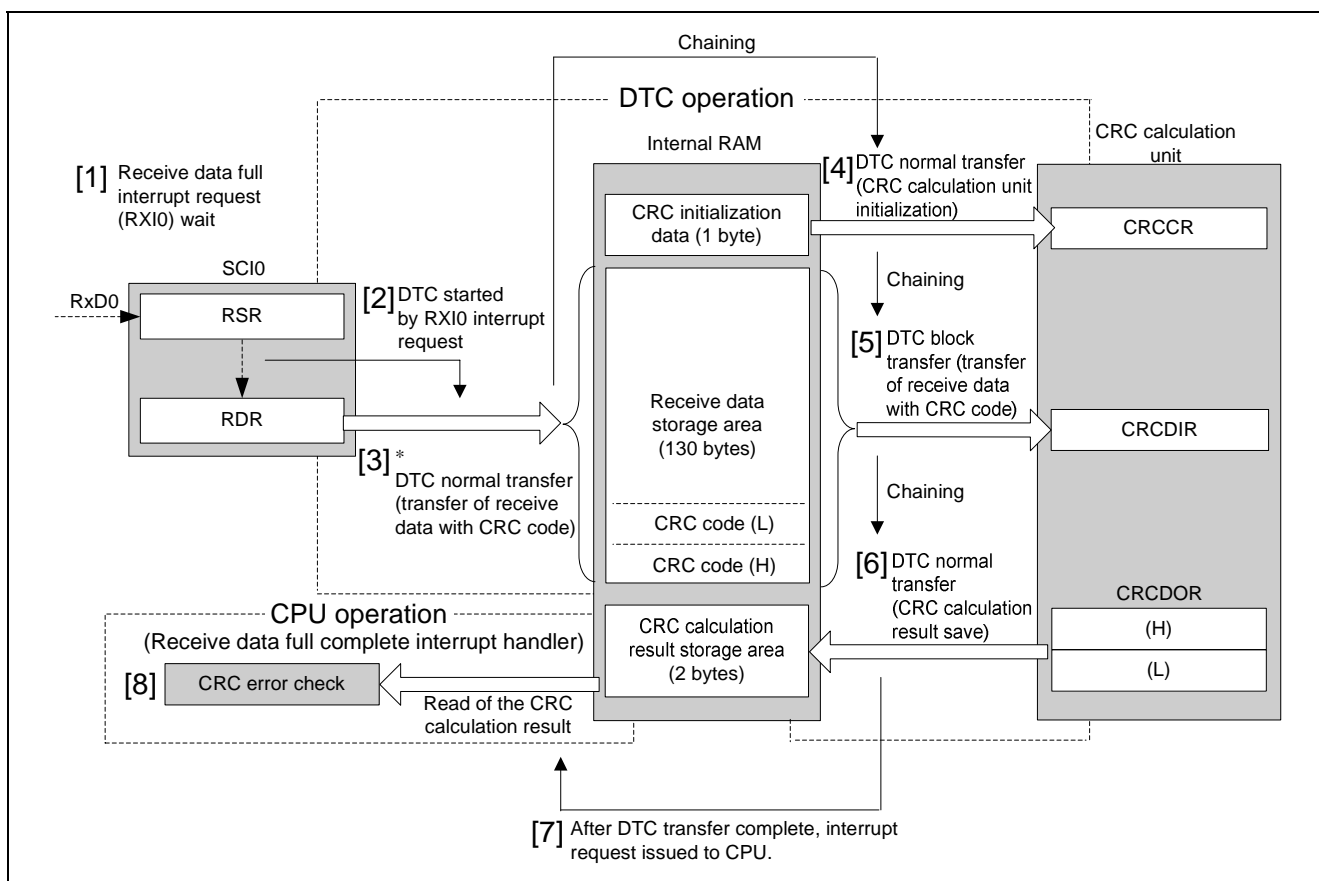 Chaining
DTC operation
Internal RAM
CRC calculation
unit
[1] Receive data full
interrupt request
(RXI0) wait
[4] DTC normal transfer
(CRC calculation unit
initialization)
CRC initialization
data (1 byte)
CRCCR
SCI0
RxD0
RSR
[2] DTC started
by RXI0 interrupt
request
Chaining
[5] DTC block
transfer (transfer
of receive data
with CRC code)
RDR
Receive data
storage area
(130 bytes)
CRCDIR
[3]*
DTC normal transfer
(transfer of receive
data with CRC code)
Chaining
CRC code (L)
CRC code (H)
[6] DTC normal
transfer
(CRC calculation
result save)
CRCDOR
(H)
(L)
CPU operation
(Receive data full complete interrupt handler)
CRC calculation
result storage area
(2 bytes)
[8] CRC error check
Read of the CRC
calculation result
[7] After DTC transfer complete, interrupt
request issued to CPU.